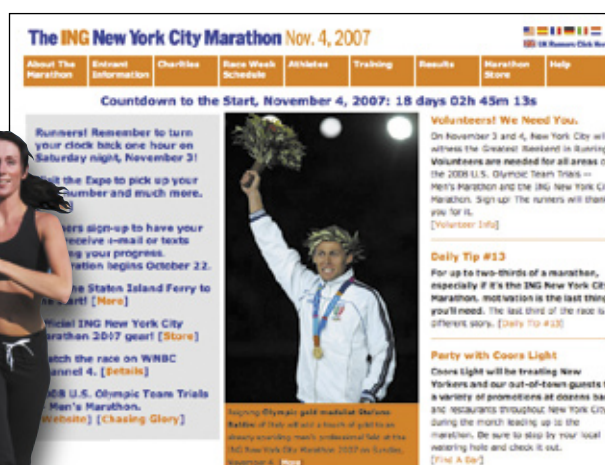 The ING New York City Marathon Nov. 4, 2007
UK Runners Click
About The Marathon
Entrant Information
Charities
Race Week Schedule
Athletes
Training
Results
Marathon Store
Help
Countdown to the Start, November 4, 2007: 18 days 02h 45m 13s
Runners! Remember to turn
your clock back one hour on
Saturday night, November 3!
the Expo to pick up your
number and much more.
sign-up to have your
receive e-mail or texts
your progress.
begins October 22.
Staten Island Ferry to
[More]
ING New York City
2007 gear! [Store]
the race on WNBC
4. [Details]
U.S. Olympic Team Trials
Men's Marathon.
[Chasing Glory]
Reigning Olympic gold medalist Stefano
Baldini of Italy will add a touch of gold to an
already sparkling men's professional field at the
ING New York City Marathon 2007 on Sunday,
November 4. More
Volunteers! We Need You.
On November 3 and 4, New York City will
witness the Greatest Weekend in Running.
Volunteers are needed for all areas of
the 2008 U.S. Olympic Team Trials --
Men's Marathon and the ING New York City
Marathon. Sign up! The runners will thank
you for it.
[Volunteer Info]
Daily Tip #13
For up to two-thirds of a marathon,
especially if it's the ING New York City
Marathon, motivation is the last thing
you'll need. The last third of the race is
different story. [Daily Tip #13]
Party with Coors Light
Coors Light will be treating New
Yorkers and our out-of-town guests
a variety of promotions at dozens
and restaurants throughout New York City
during the month leading up to the
marathon. Be sure to stop by your local
watering hole and check it out.
[Find A Bar]